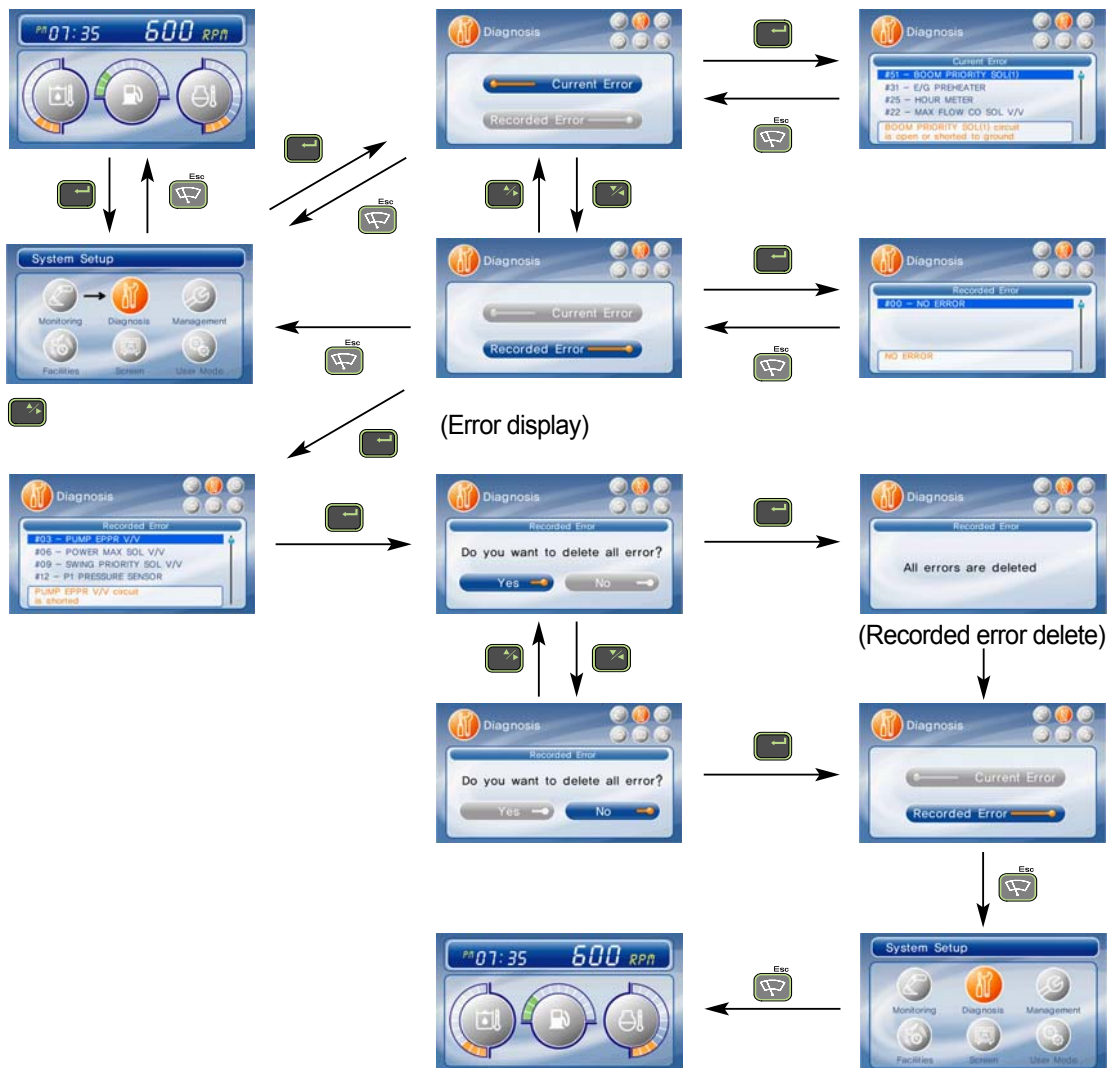 PM 07:35 600 RPM
Diagnosis
Current Error
Recorded Error
Diagnosis
Current Error
#51 - BOOM PRIORITY SOL(1)
#31 - E/G PREHEATER
#25 - HOUR METER
#22 - MAX FLOW CO SOL V/V
BOOM PRIORITY SOL(1) circuit
is open or shorted to ground
Esc
Esc
Esc
System Setup
Monitoring Diagnosis Management
Facilities Screen User Mode
Diagnosis
Current Error
Recorded Error
Diagnosis
Recorded Error
#00 - NO ERROR
NO ERROR
Esc
Esc
(Error display)
Diagnosis
Recorded Error
#03 - PUMP EPPR V/V
#06 - POWER MAX SOL V/V
#09 - SWING PRIORITY SOL V/V
#12 - P1 PRESSURE SENSOR
PUMP EPPR V/V circuit
is shorted
Diagnosis
Recorded Error
Do you want to delete all error?
Yes No
Diagnosis
Recorded Error
All errors are deleted
(Recorded error delete)
Diagnosis
Recorded Error
Do you want to delete all error?
Yes No
Diagnosis
Current Error
Recorded Error
Esc
PM 07:35 600 RPM
Esc
System Setup
Monitoring Diagnosis Management
Facilities Screen User Mode